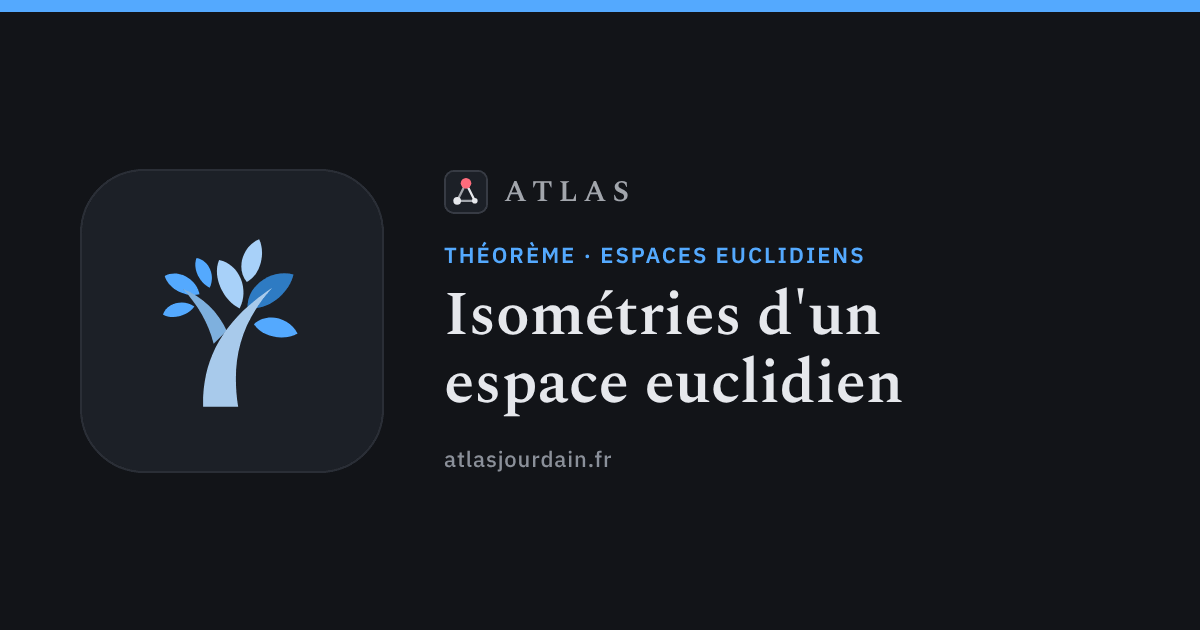 ATLAS
THÉORÈME · ESPACES EUCLIDIENS
Isométries d'un
espace euclidien
atlasjourdain.fr